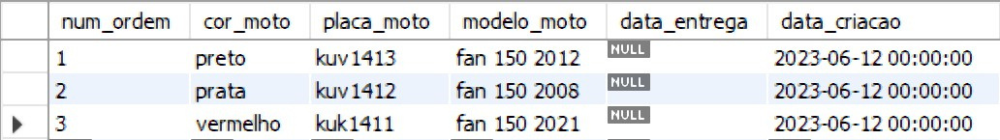 num_ordem cor_moto placa_moto modelo_moto data_entrega data_criacao
1 preto kuv1413 fan 150 2012 NULL 2023-06-12 00:00:00
2 prata kuv1412 fan 150 2008 NULL 2023-06-12 00:00:00
3 vermelho kuk1411 fan 150 2021 NULL 2023-06-12 00:00:00